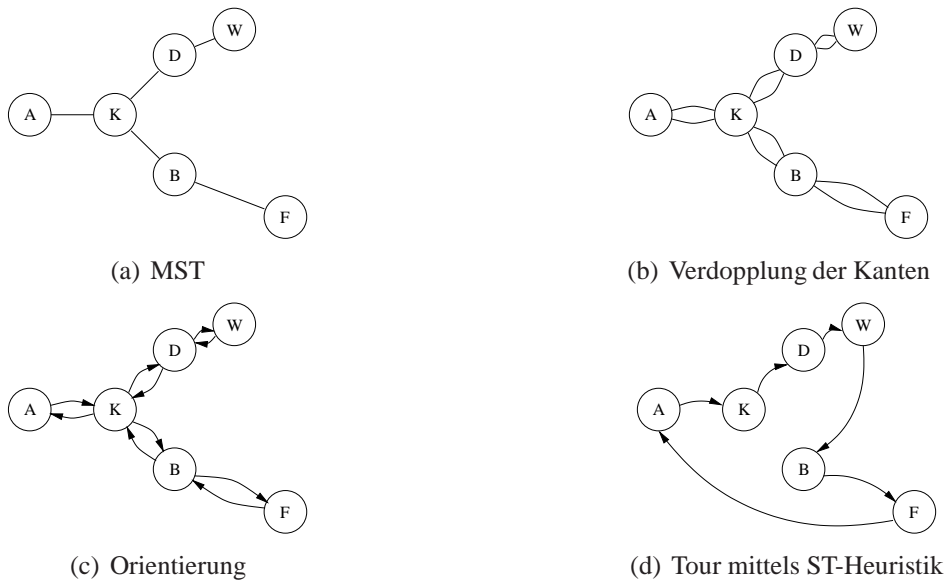 W
D
A
K
B
F
(a) MST
W
D
A
K
B
F
(b) Verdopplung der Kanten
W
D
A
K
B
F
(c) Orientierung
W
D
A
K
B
F
(d) Tour mittels ST-Heuristik